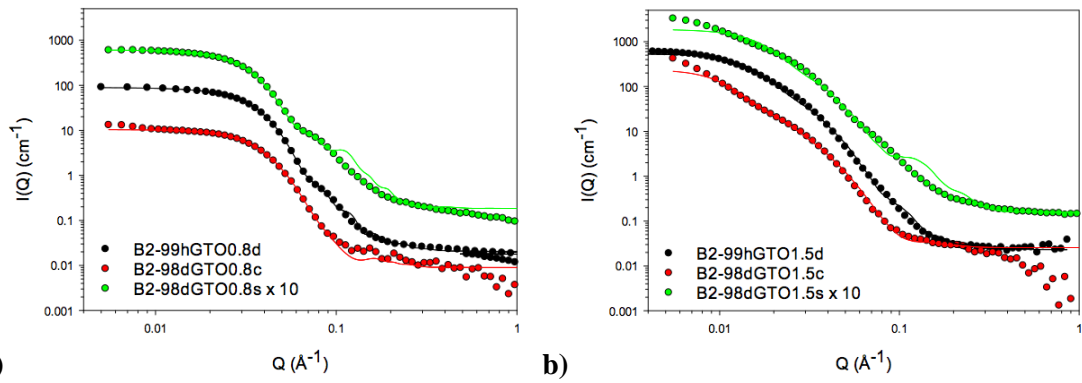 1000
100
10
1
0.1
0.01
0.001
I(Q) (cm-1)
B2-99hGTO0.8d
B2-98dGTO0.8c
B2-98dGTO0.8s x 10
0.01
0.1
1
Q (Å-1)
)
1000
100
10
1
0.1
0.01
0.001
I(Q) (cm-1)
B2-99hGTO1.5d
B2-98dGTO1.5c
B2-98dGTO1.5s x 10
0.01
0.1
1
Q (Å-1)
b)